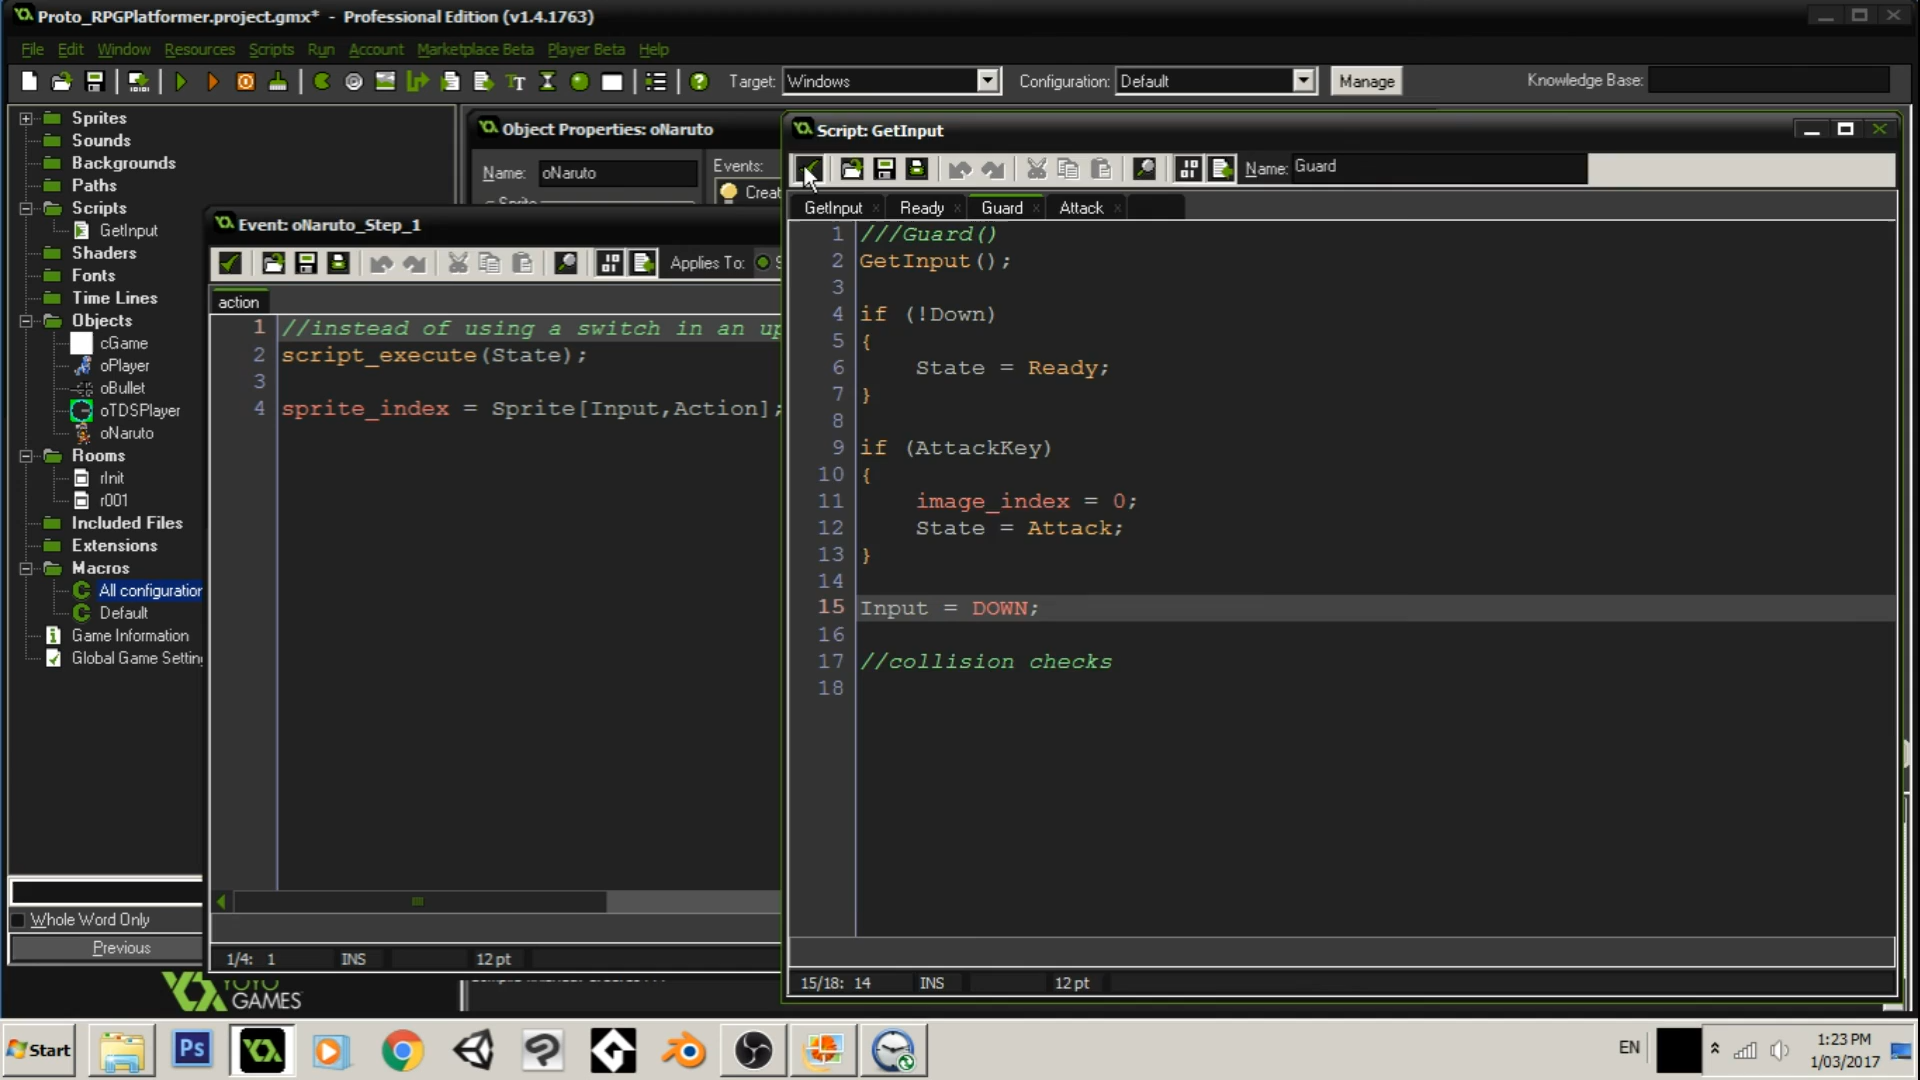 Proto_RPGPlatformer.project.gmx* - Professional Edition (v1.4.1763)
File Edit Window Resources Scripts Run Account Marketplace Beta Player Beta Help
Target: Windows Configuration: Default Manage Knowledge Base:
Sprites
Sounds
Backgrounds
Paths
Scripts
GetInput
Shaders
Fonts
Time Lines
Objects
cGame
oPlayer
oBullet
oTDSPlayer
oNaruto
Rooms
rInit
r001
Included Files
Extensions
Macros
All configuration
Default
Game Information
Global Game Settin
Whole Word Only
Previous
YOYO
GAMES
Object Properties: oNaruto
Name: oNaruto
Events:
Creat
Event: oNaruto_Step_1
Applies To:
action
1 //instead of using a switch in an up
2 script_execute(State);
3
4 sprite_index = Sprite[Input,Action];
1/4: 1 INS 12 pt
Script: GetInput
Name: Guard
GetInput Ready Guard Attack
1 ///Guard()
2 GetInput();
3
4 if (!Down)
5 {
6 State = Ready;
7 }
8
9 if (AttackKey)
10 {
11 image_index = 0;
12 State = Attack;
13 }
14
15 Input = DOWN;
16
17 //collision checks
18
15/18: 14 INS 12 pt
Start
Ps
EN
1:23 PM
1/03/2017